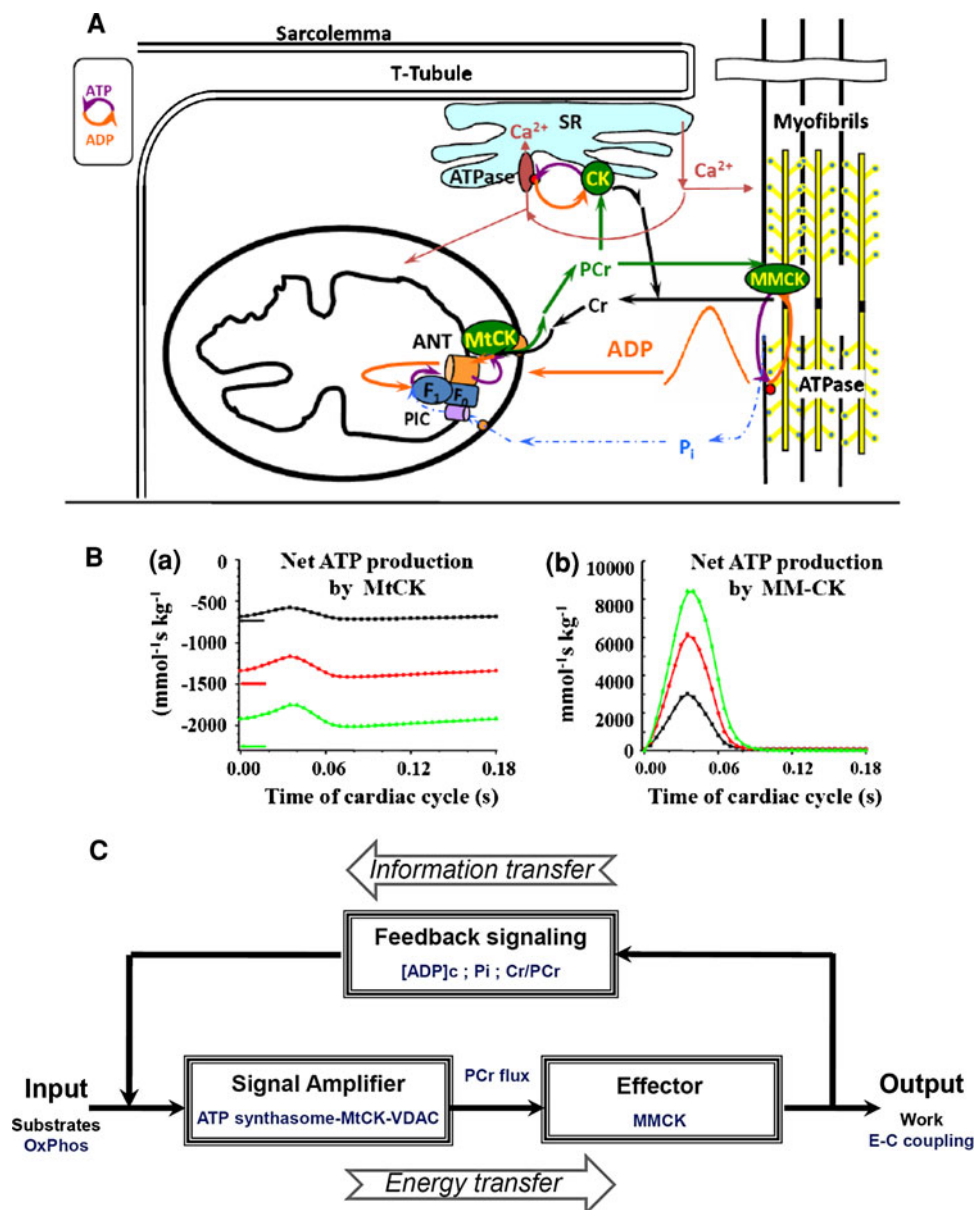 A
Sarcolemma
T-Tubule
ATP
ADP
SR
Ca²⁺
ATPase
CK
Myofibrils
Ca²⁺
PCr
MMCK
Cr
ANT
MtCK
ADP
F₁
F₀
PIC
ATPase
Pᵢ
B
(a)
Net ATP production
by MtCK
(mmol⁻¹s kg⁻¹)
0
-500
-1000
-1500
-2000
0.00
0.06
0.12
0.18
Time of cardiac cycle (s)
(b)
Net ATP production
by MM-CK
mmol⁻¹s kg⁻¹
10000
8000
6000
4000
2000
0
0.00
0.06
0.12
0.18
Time of cardiac cycle (s)
C
Information transfer
Feedback signaling
[ADP]c ; Pi ; Cr/PCr
Input
Substrates
OxPhos
Signal Amplifier
ATP synthasome-MtCK-VDAC
PCr flux
Effector
MMCK
Output
Work
E-C coupling
Energy transfer